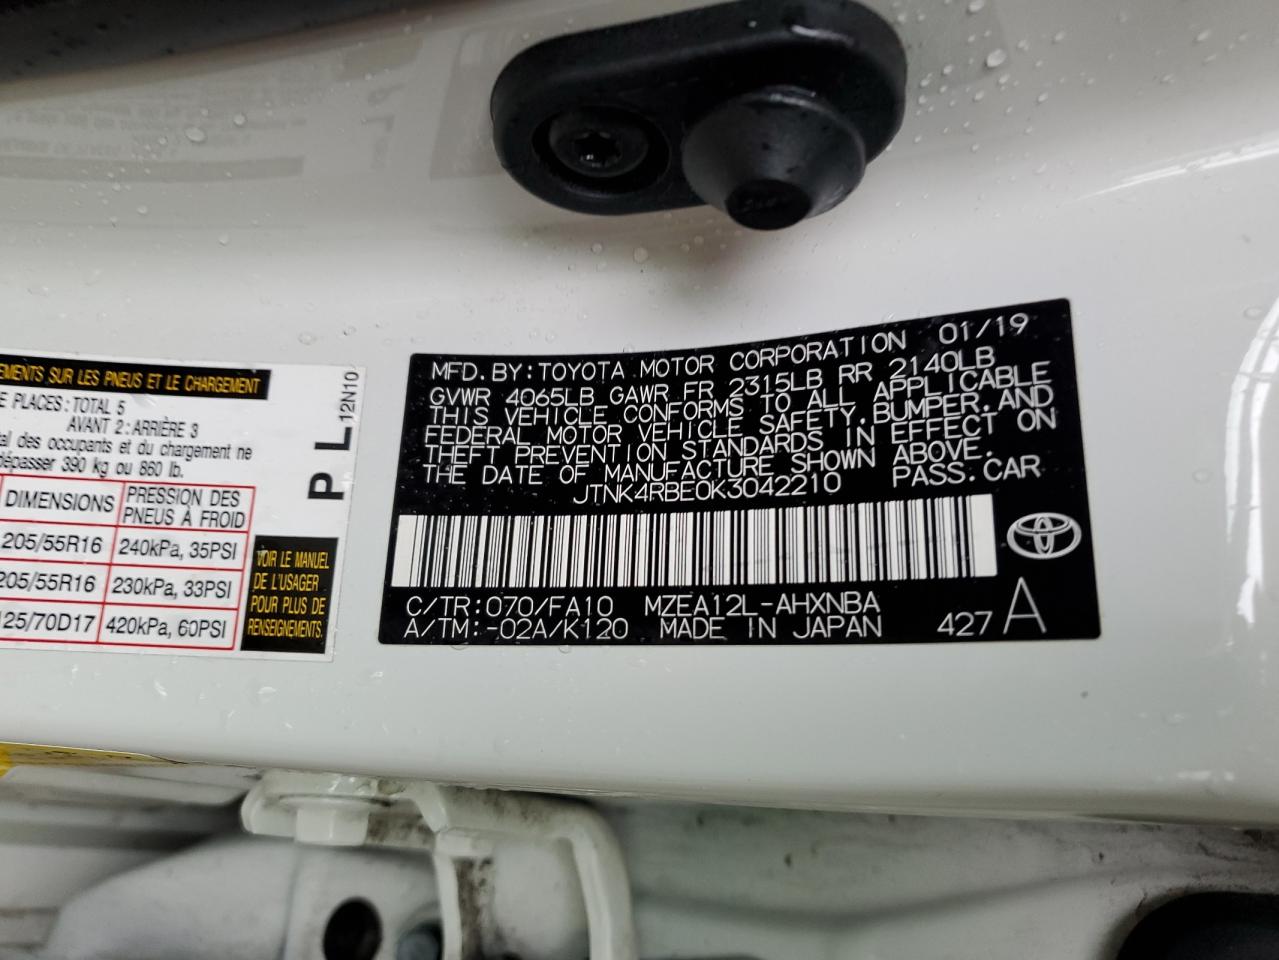 EMENTS SUR LES PNEUS ET LE CHARGEMENT
PLACES : TOTAL 5
AVANT 2 : ARRIÈRE 3
des occupants et du chargement ne
dépasser 390 kg ou 860 lb.
DIMENSIONS PRESSION DES PNEUS À FROID
205/55R16 240kPa, 35PSI
205/55R16 230kPa, 33PSI
125/70D17 420kPa, 60PSI
VOIR LE MANUEL
DE L'USAGER
POUR PLUS DE
RENSEIGNEMENTS.
P L 12N10
MFD. BY: TOYOTA MOTOR CORPORATION 01/19
GVWR 4065LB GAWR FR 2315LB RR 2140LB
THIS VEHICLE CONFORMS TO ALL APPLICABLE
FEDERAL MOTOR VEHICLE SAFETY, BUMPER, AND
THEFT PREVENTION STANDARDS IN EFFECT ON
THE DATE OF MANUFACTURE SHOWN ABOVE.
JTNK4RBE0K3042210 PASS. CAR
C/TR: 070/FA10 MZEA12L-AHXNBA
A/TM: -02A/K120 MADE IN JAPAN 427 A